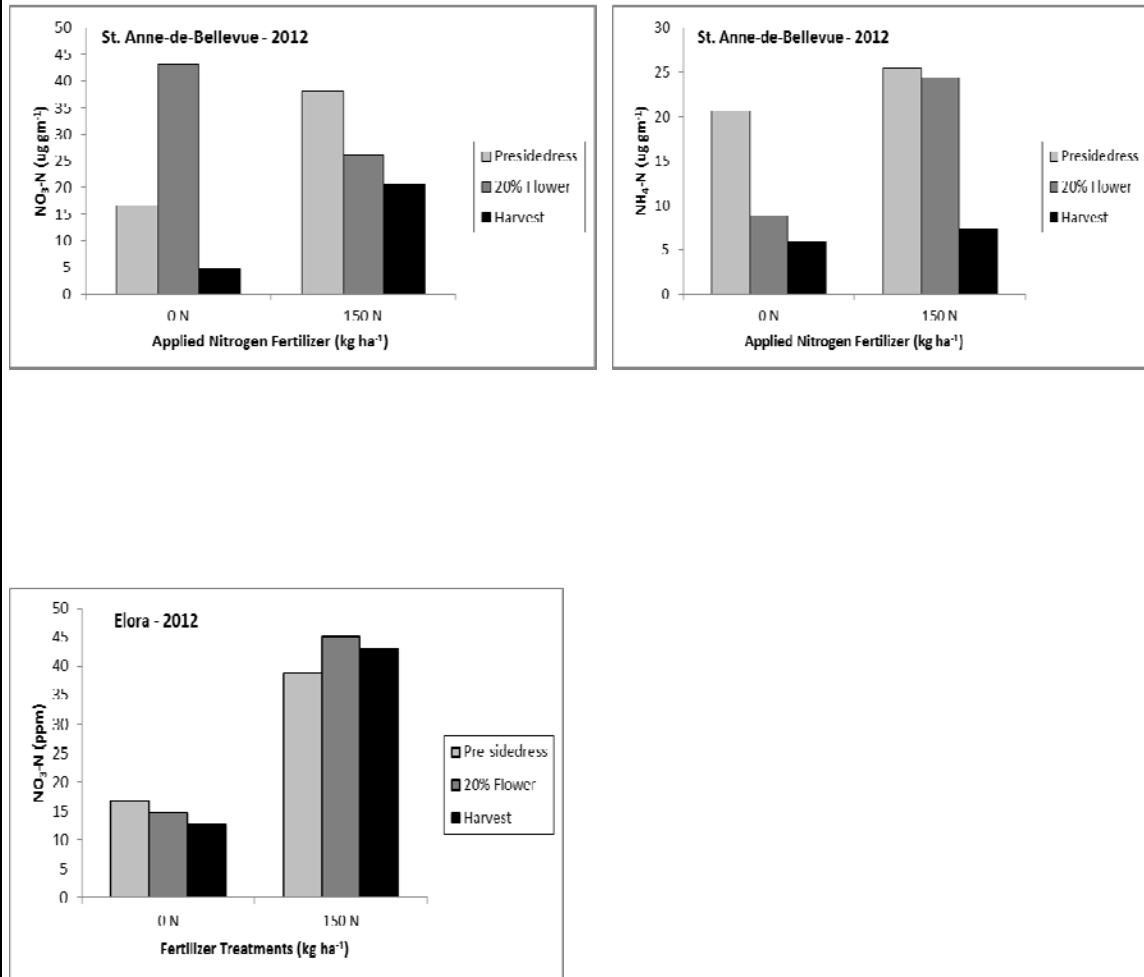 St. Anne-de-Bellevue - 2012
NO₃-N (ug gm⁻¹)
50
45
40
35
30
25
20
15
10
5
0
0 N
150 N
Applied Nitrogen Fertilizer (kg ha⁻¹)
Presidedress
20% Flower
Harvest
St. Anne-de-Bellevue - 2012
NH₄-N (ug gm⁻¹)
30
25
20
15
10
5
0
0 N
150 N
Applied Nitrogen Fertilizer (kg ha⁻¹)
Presidedress
20% Flower
Harvest
Elora - 2012
NO₃-N (ppm)
50
45
40
35
30
25
20
15
10
5
0
0 N
150 N
Fertilizer Treatments (kg ha⁻¹)
Pre sidedress
20% Flower
Harvest